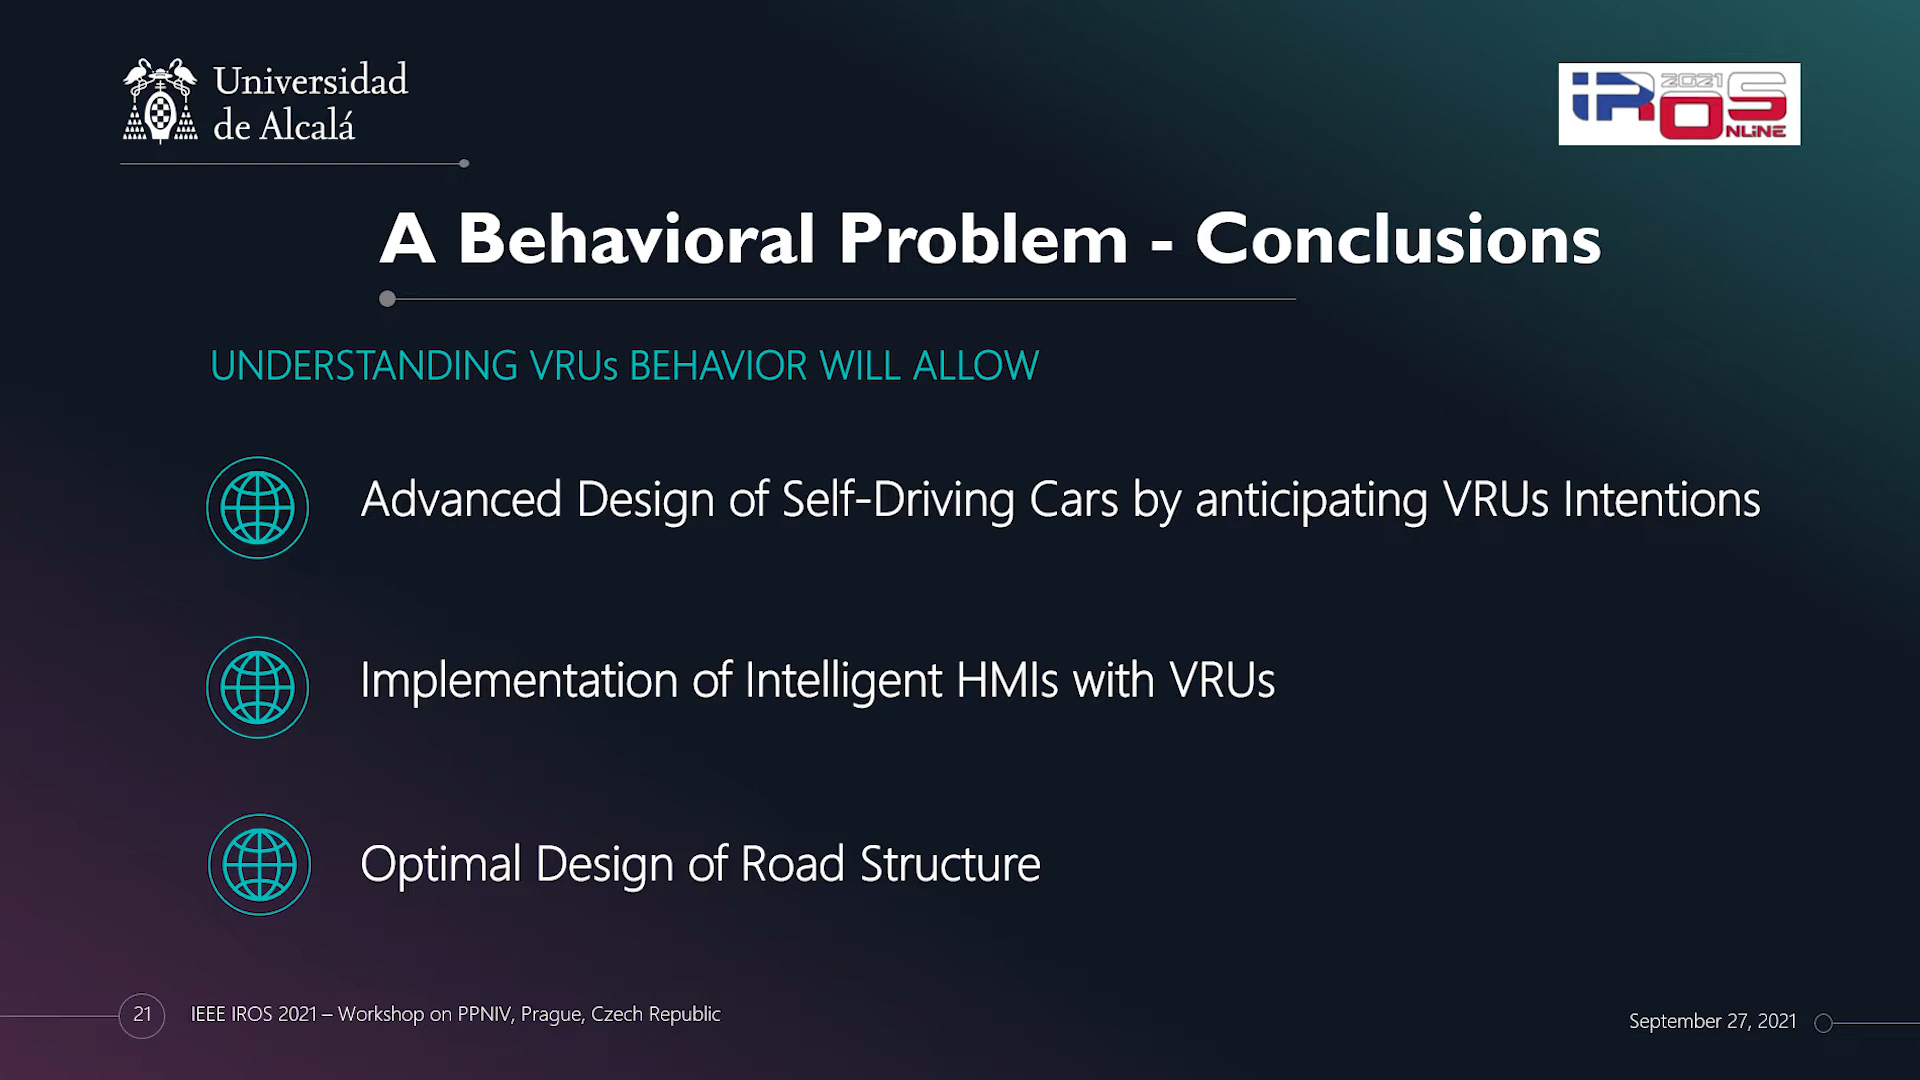 Universidad
de Alcalá
iROS
2021
NLiNE
A Behavioral Problem - Conclusions
UNDERSTANDING VRUs BEHAVIOR WILL ALLOW
Advanced Design of Self-Driving Cars by anticipating VRUs Intentions
Implementation of Intelligent HMIs with VRUs
Optimal Design of Road Structure
21
IEEE IROS 2021 – Workshop on PPNIV, Prague, Czech Republic
September 27, 2021